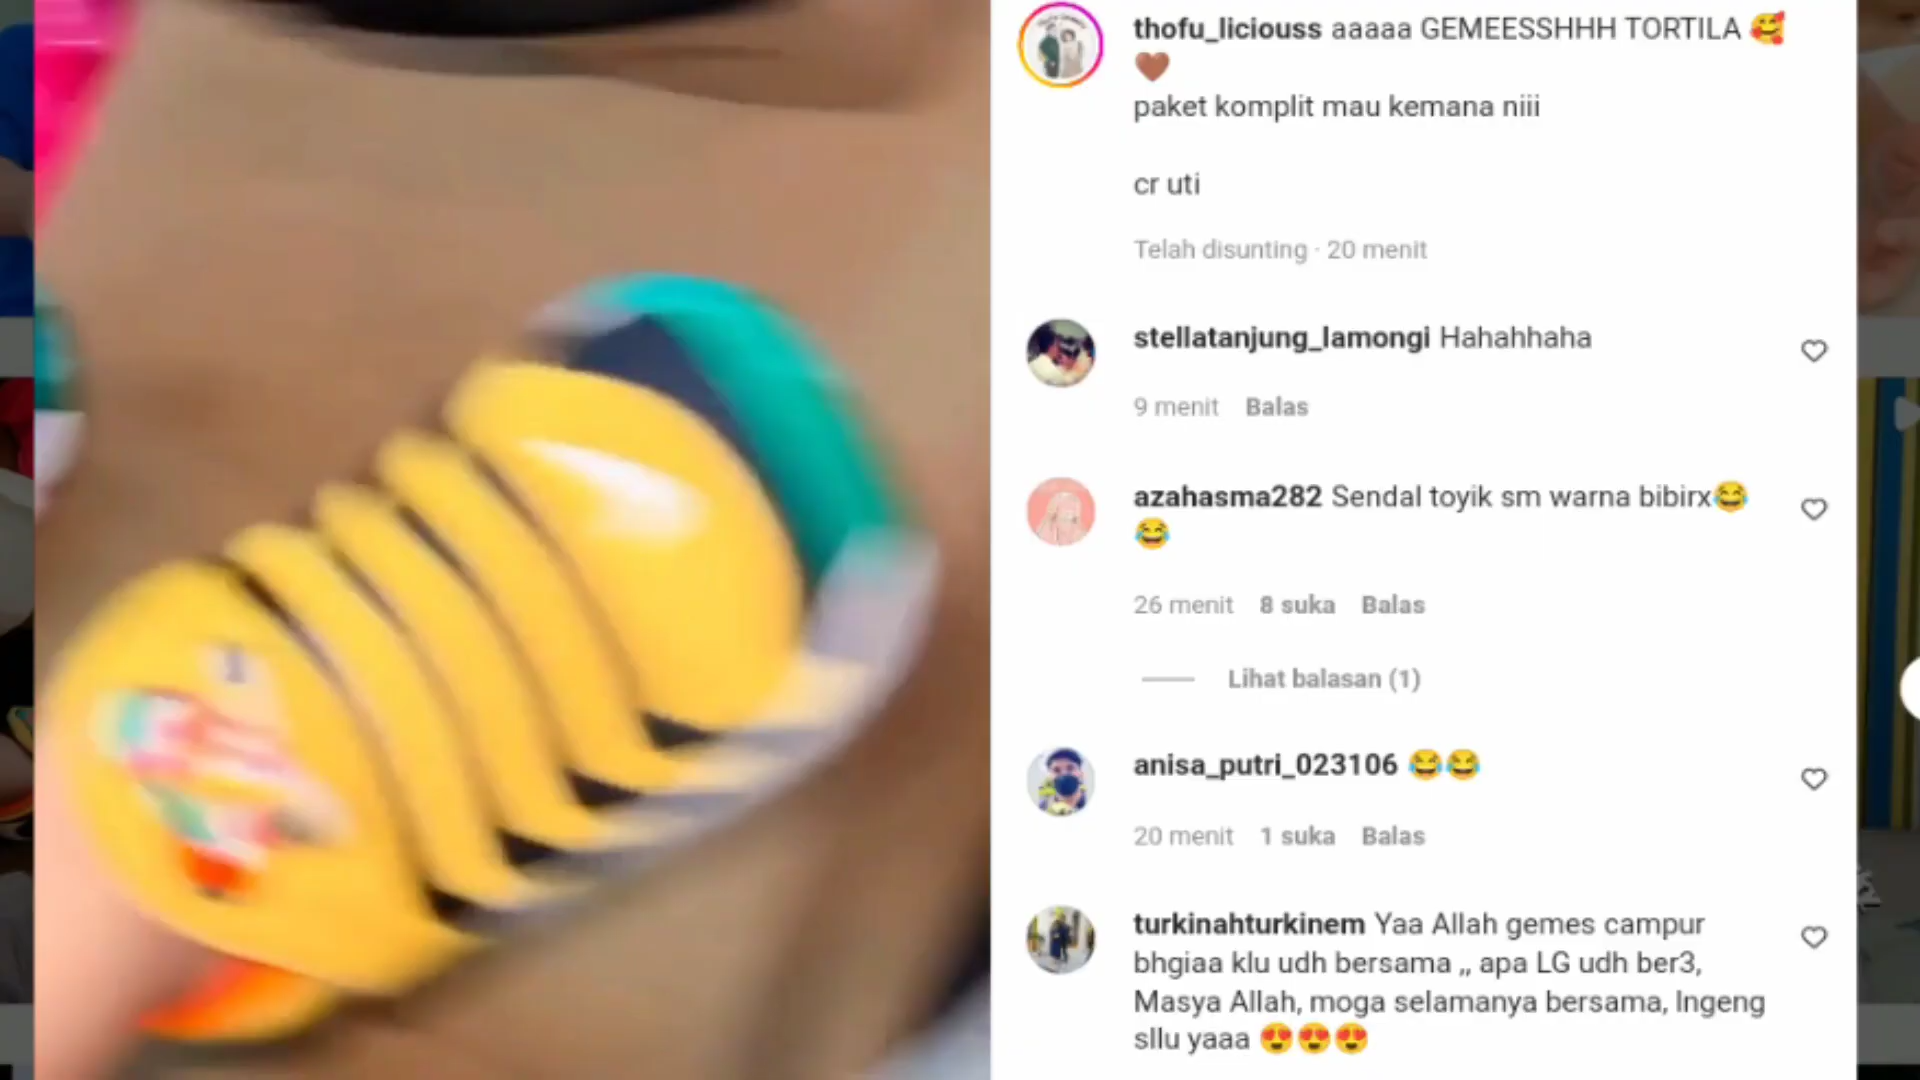 thofu_liciouss aaaaa GEMEESSHHH TORTILA 🥰
🤎
paket komplit mau kemana niii
cr uti
Telah disunting · 20 menit
stellatanjung_lamongi Hahahhaha
9 menit Balas
azahasma282 Sendal toyik sm warna bibirx😂
😂
26 menit 8 suka Balas
Lihat balasan (1)
anisa_putri_023106 😂😂
20 menit 1 suka Balas
turkinahturkinem Yaa Allah gemes campur
bhgiaa klu udh bersama ,, apa LG udh ber3,
Masya Allah, moga selamanya bersama, Ingeng
sllu yaaa 😍😍😍